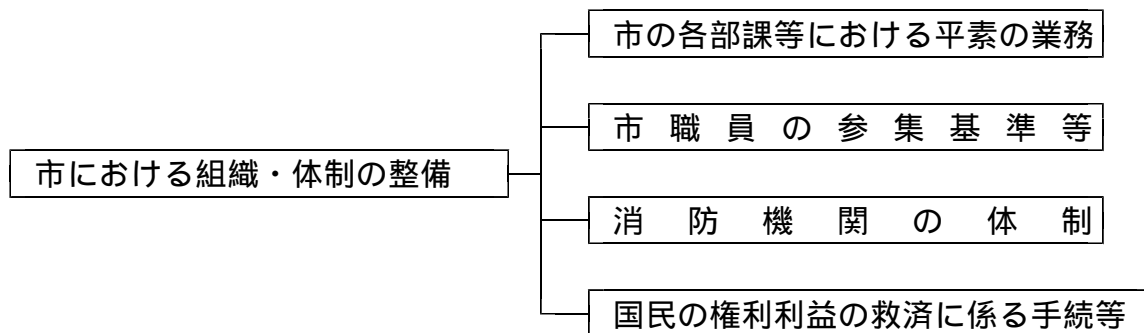 市における組織・体制の整備
市の各部課等における平素の業務
市職員の参集基準等
消防機関の体制
国民の権利利益の救済に係る手続等